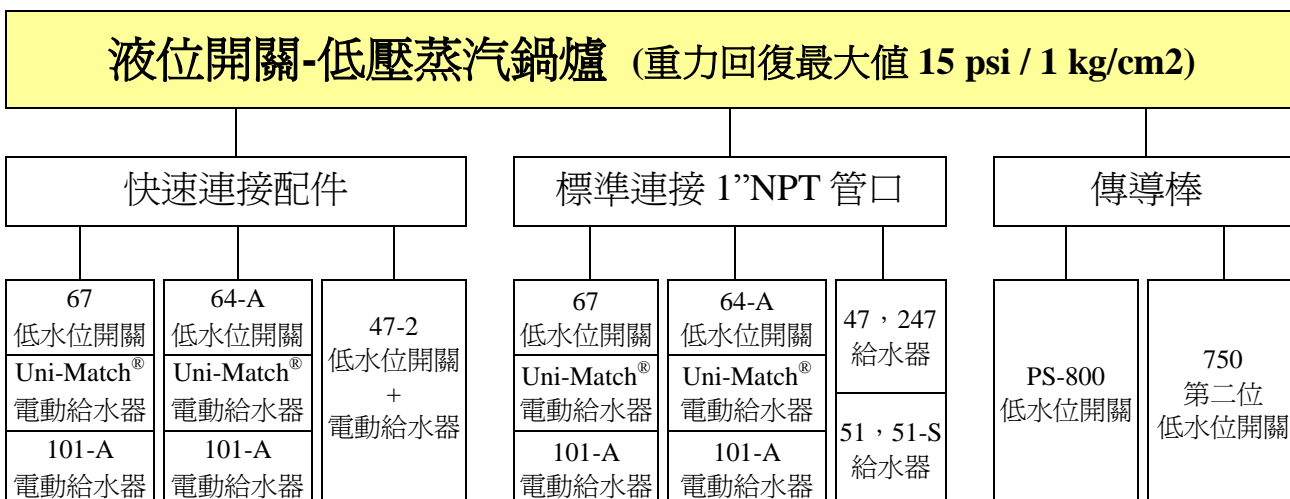 液位開關-低壓蒸汽鍋爐 (重力回復最大值 15 psi / 1 kg/cm2)
快速連接配件
標準連接 1”NPT 管口
傳導棒
67
低水位開關
Uni-Match®
電動給水器
101-A
電動給水器
64-A
低水位開關
Uni-Match®
電動給水器
101-A
電動給水器
47-2
低水位開關
+
電動給水器
67
低水位開關
Uni-Match®
電動給水器
101-A
電動給水器
64-A
低水位開關
Uni-Match®
電動給水器
101-A
電動給水器
47，247
給水器
51，51-S
給水器
PS-800
低水位開關
750
第二位
低水位開關